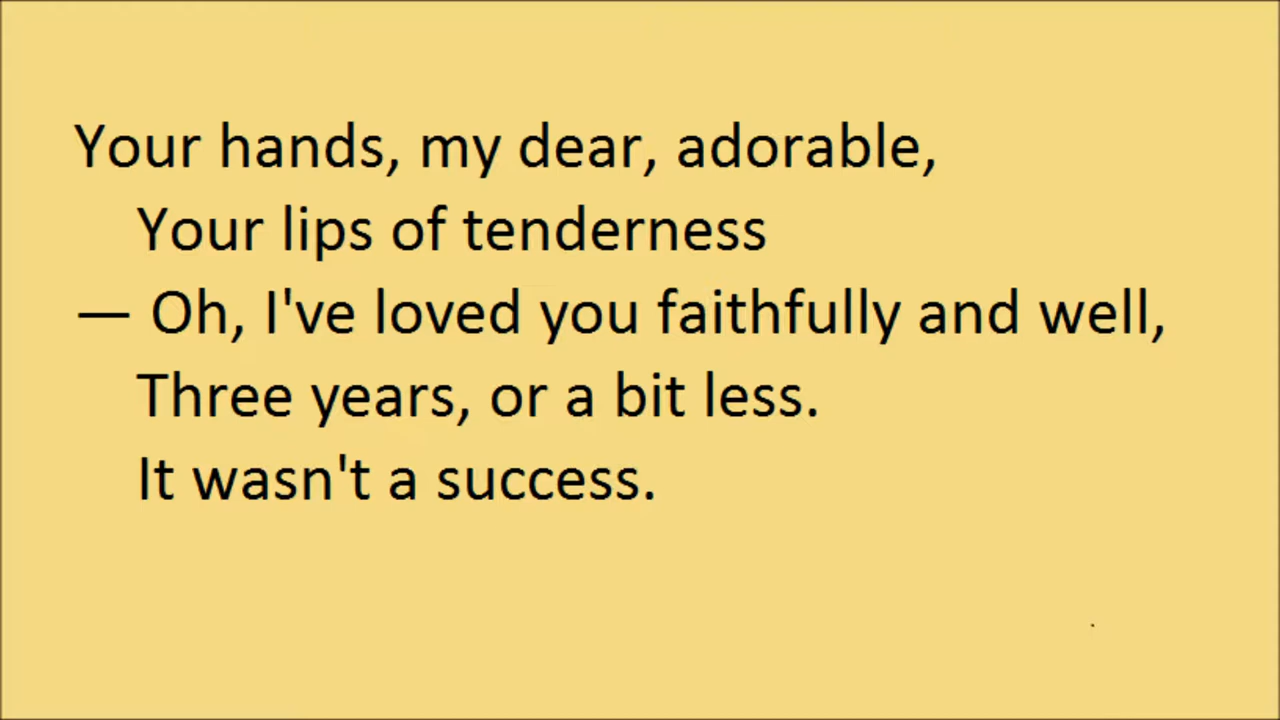 Your hands, my dear, adorable,
Your lips of tenderness
— Oh, I've loved you faithfully and well,
Three years, or a bit less.
It wasn't a success.